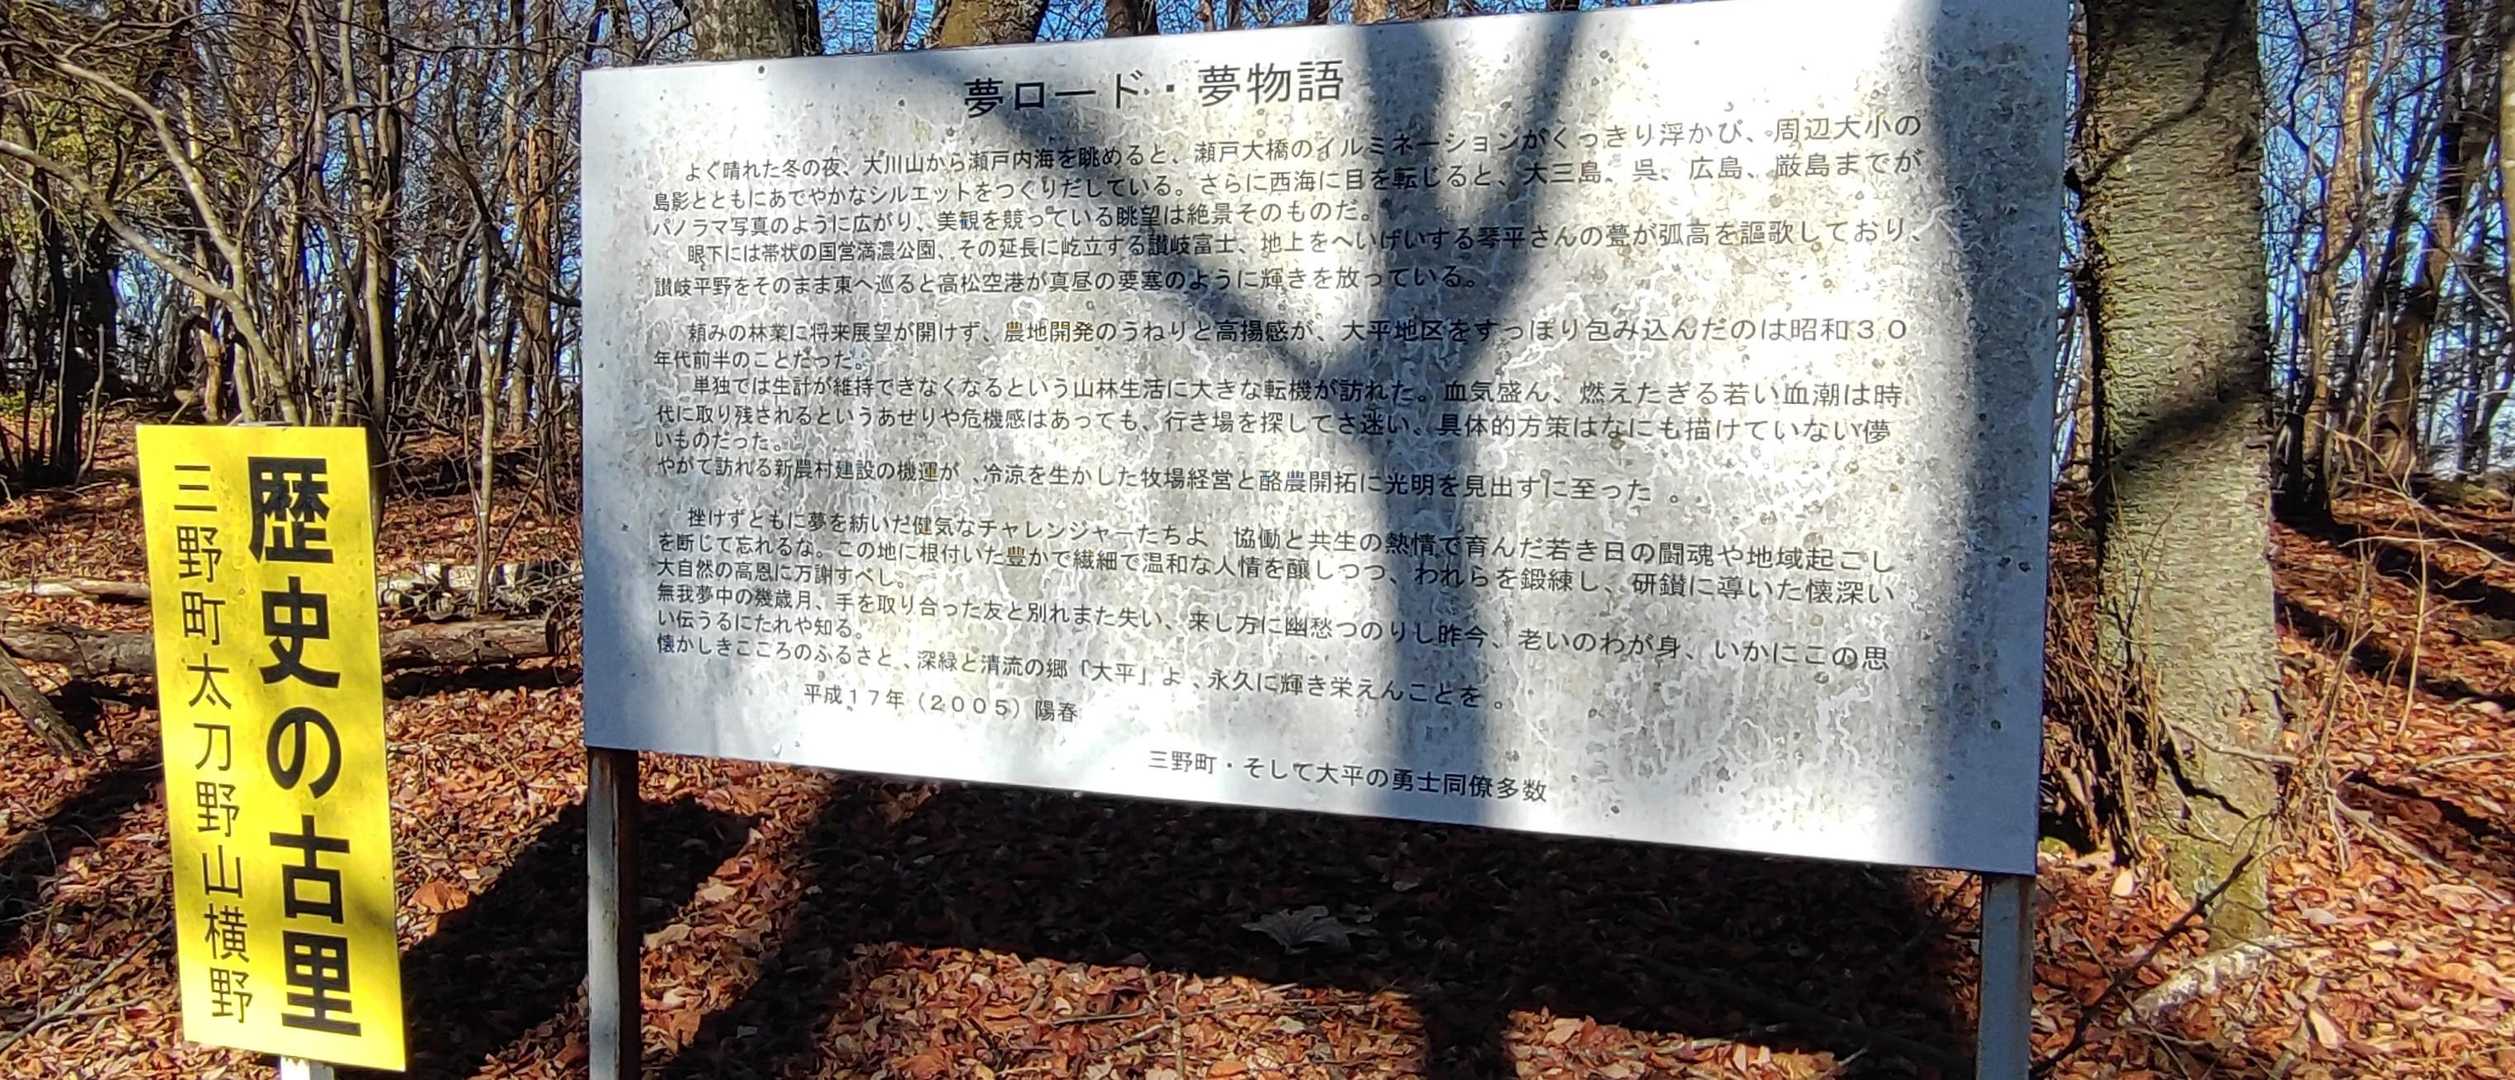 歴史の古里
三野町太刀野山横野
夢ロード・夢物語
よく晴れた冬の夜、大川山から瀬戸内海を眺めると、瀬戸大橋のイルミネーションがくっきり浮かび、周辺大小の
島影とともにあでやかなシルエットをつくりだしている。さらに西海に目を転じると、大三島、呉、広島、厳島までが
パノラマ写真のように広がり、美観を競っている眺望は絶景そのものだ。
眼下には帯状の国営満濃公園、その延長に屹立する讃岐富士、地上をへいげいする琴平さんの甍が弧高を謳歌しており、
讃岐平野をそのまま東へ巡ると高松空港が真昼の要塞のように輝きを放っている。
頼みの林業に将来展望が開けず、農地開発のうねりと高揚感が、大平地区をすっぽり包み込んだのは昭和３０
年代前半のことだった。
単独では生計が維持できなくなるという山林生活に大きな転機が訪れた。血気盛ん、燃えたぎる若い血潮は時
代に取り残されるというあせりや危機感はあっても、行き場を探してさ迷い、具体的方策はなにも描けていない儚
いものだった。
やがて訪れる新農村建設の機運が、冷涼を生かした牧場経営と酪農開拓に光明を見出すに至った。
挫けずともに夢を紡いだ健気なチャレンジャーたちよ 協働と共生の熱情で育んだ若き日の闘魂や地域起こし
を断じて忘れるな。この地に根付いた豊かで繊細で温和な人情を醸しつつ、われらを鍛練し、研鑚に導いた懐深い
大自然の高恩に万謝すべし。
無我夢中の幾歳月、手を取り合った友と別れまた失い、来し方に幽愁つのりし昨今、老いのわが身、いかにこの思
い伝うるにたれや知る。
懐かしきこころのふるさと、深緑と清流の郷「大平」よ、永久に輝き栄えんことを。
平成１７年（２００５）陽春
三野町・そして大平の勇士同僚多数